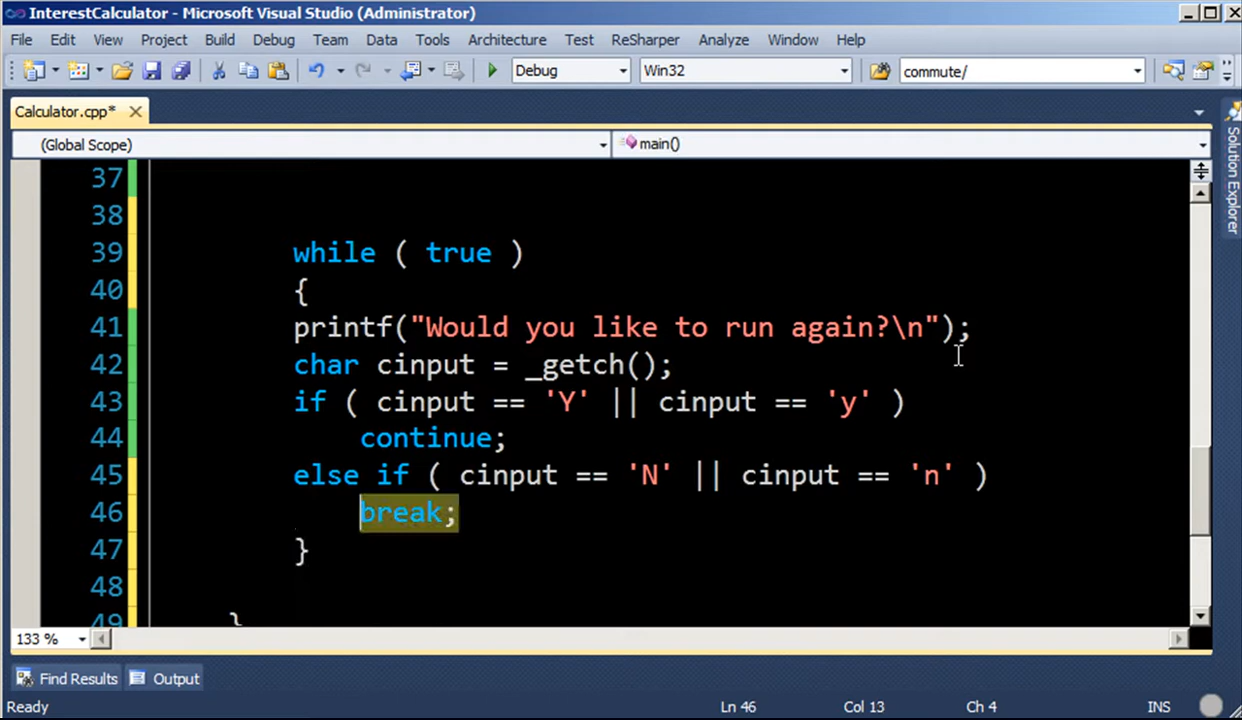 InterestCalculator - Microsoft Visual Studio (Administrator)
File Edit View Project Build Debug Team Data Tools Architecture Test ReSharper Analyze Window Help
Debug Win32 commute/
Calculator.cpp*
(Global Scope) main()
Solution Explorer
37
38
39 while ( true )
40 {
41 printf("Would you like to run again?\n");
42 char cinput = _getch();
43 if ( cinput == 'Y' || cinput == 'y' )
44 continue;
45 else if ( cinput == 'N' || cinput == 'n' )
46 break;
47 }
48
49 }
133 %
Find Results Output
Ready Ln 46 Col 13 Ch 4 INS